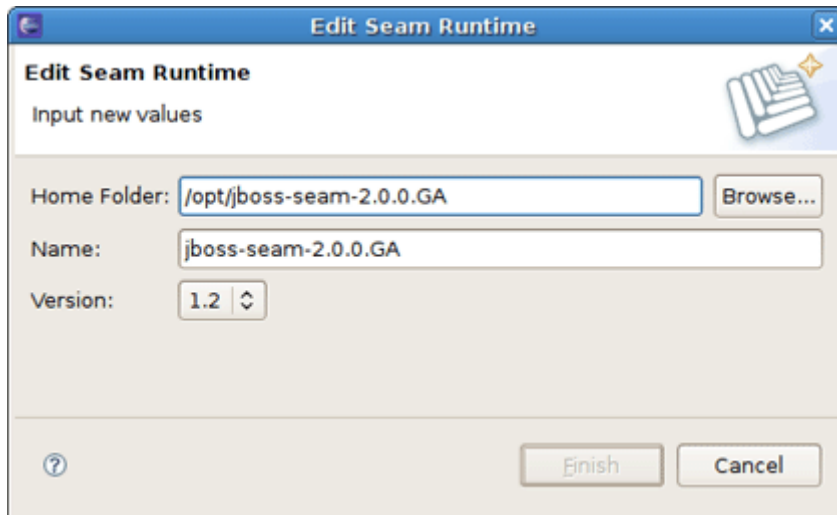 Edit Seam Runtime
Edit Seam Runtime
Input new values
Home Folder: /opt/jboss-seam-2.0.0.GA Browse...
Name: jboss-seam-2.0.0.GA
Version: 1.2
Finish Cancel